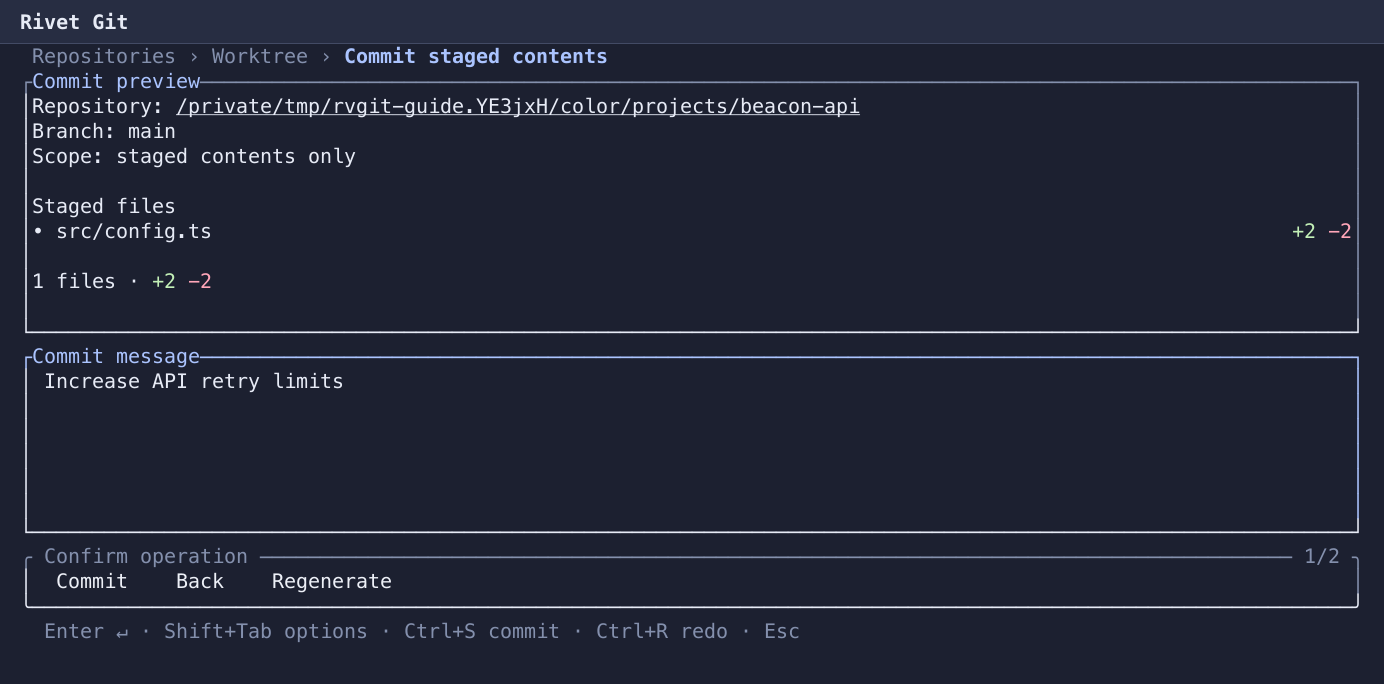 Rivet Git
Repositories › Worktree › Commit staged contents
Commit preview
Repository: /private/tmp/rvgit-guide.YE3jxH/color/projects/beacon-api
Branch: main
Scope: staged contents only
Staged files
• src/config.ts +2 −2
1 files · +2 −2
Commit message
Increase API retry limits
Confirm operation 1/2
Commit Back Regenerate
Enter ↵ · Shift+Tab options · Ctrl+S commit · Ctrl+R redo · Esc